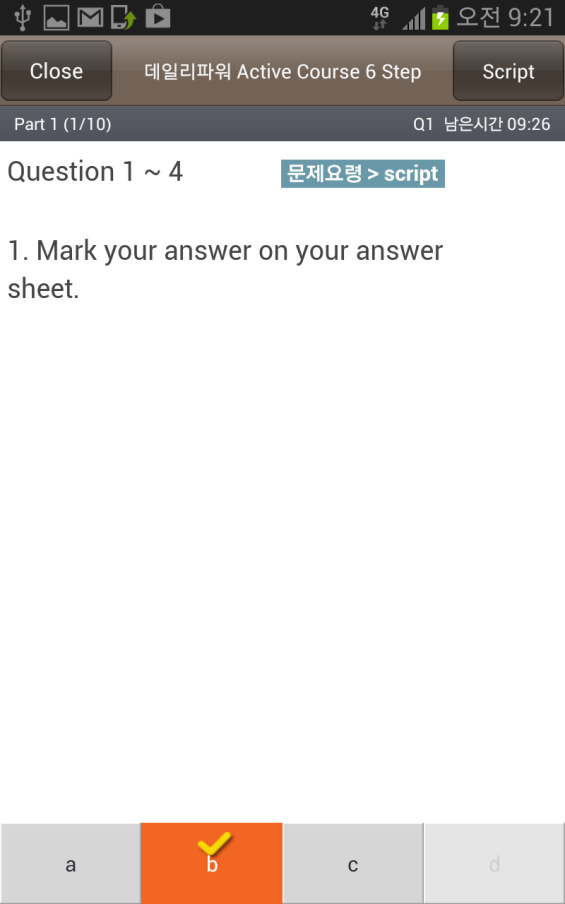 4G 오전 9:21
Close 데일리파워 Active Course 6 Step Script
Part 1 (1/10) Q1 남은시간 09:26
Question 1 ~ 4 문제요령 > script
1. Mark your answer on your answer
sheet.
a b c d